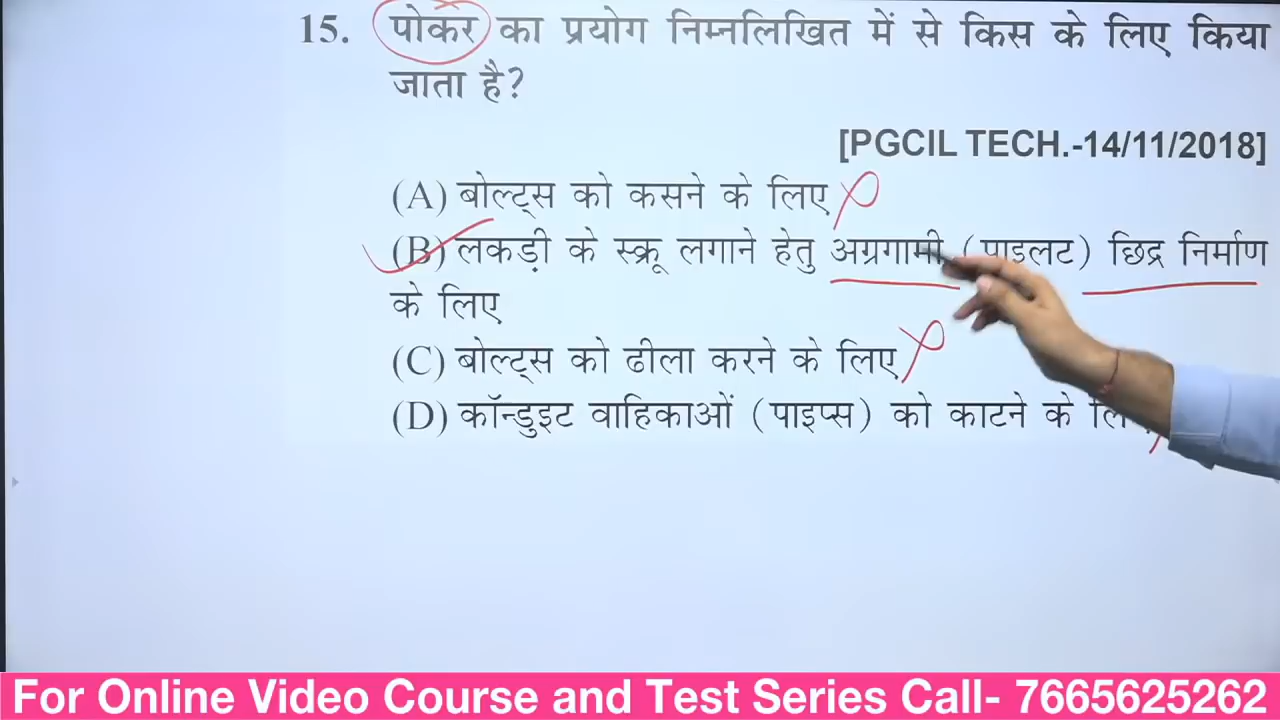 15. पोकर का प्रयोग निम्नलिखित में से किस के लिए किया
जाता है?
[PGCIL TECH.-14/11/2018]
(A) बोल्ट्स को कसने के लिए
(B) लकड़ी के स्क्रू लगाने हेतु अग्रगामी (पाइलट) छिद्र निर्माण
के लिए
(C) बोल्ट्स को ढीला करने के लिए
(D) कॉन्डुइट वाहिकाओं (पाइप्स) को काटने के
For Online Video Course and Test Series Call- 7665625262